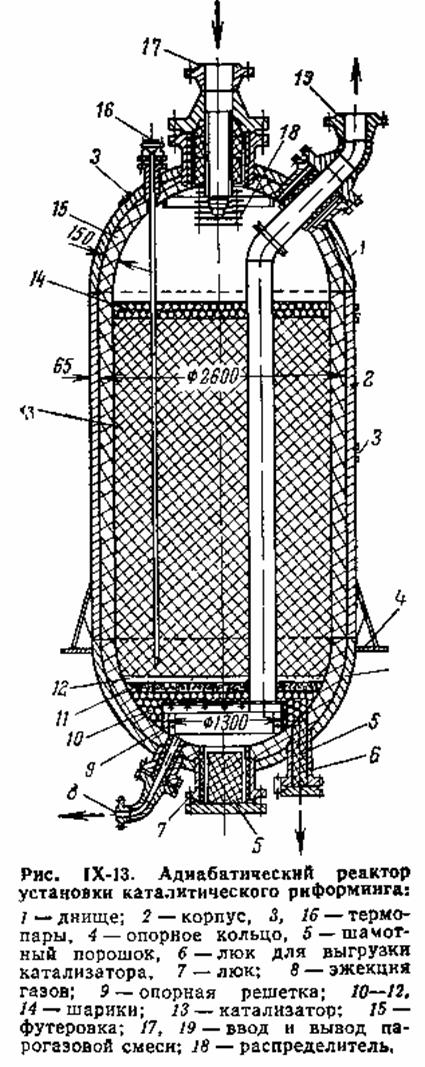 17
16
19
3
18
15
150
1
14
65
Ф2600
2
13
3
4
12
11
10
Ф1300
9
5
6
8
7
5
Рис. IX-13. Адиабатический реактор
установки каталитического риформинга:
1 — днище; 2 — корпус, 3, 16 — термо-
пары, 4 — опорное кольцо, 5 — шамот-
ный порошок, 6 — люк для выгрузки
катализатора, 7 — люк; 8 — эжекция
газов; 9 — опорная решетка; 10—12,
14 — шарики; 13 — катализатор; 15 —
футеровка; 17, 19 — ввод и вывод па-
рогазовой смеси; 18 — распределитель.